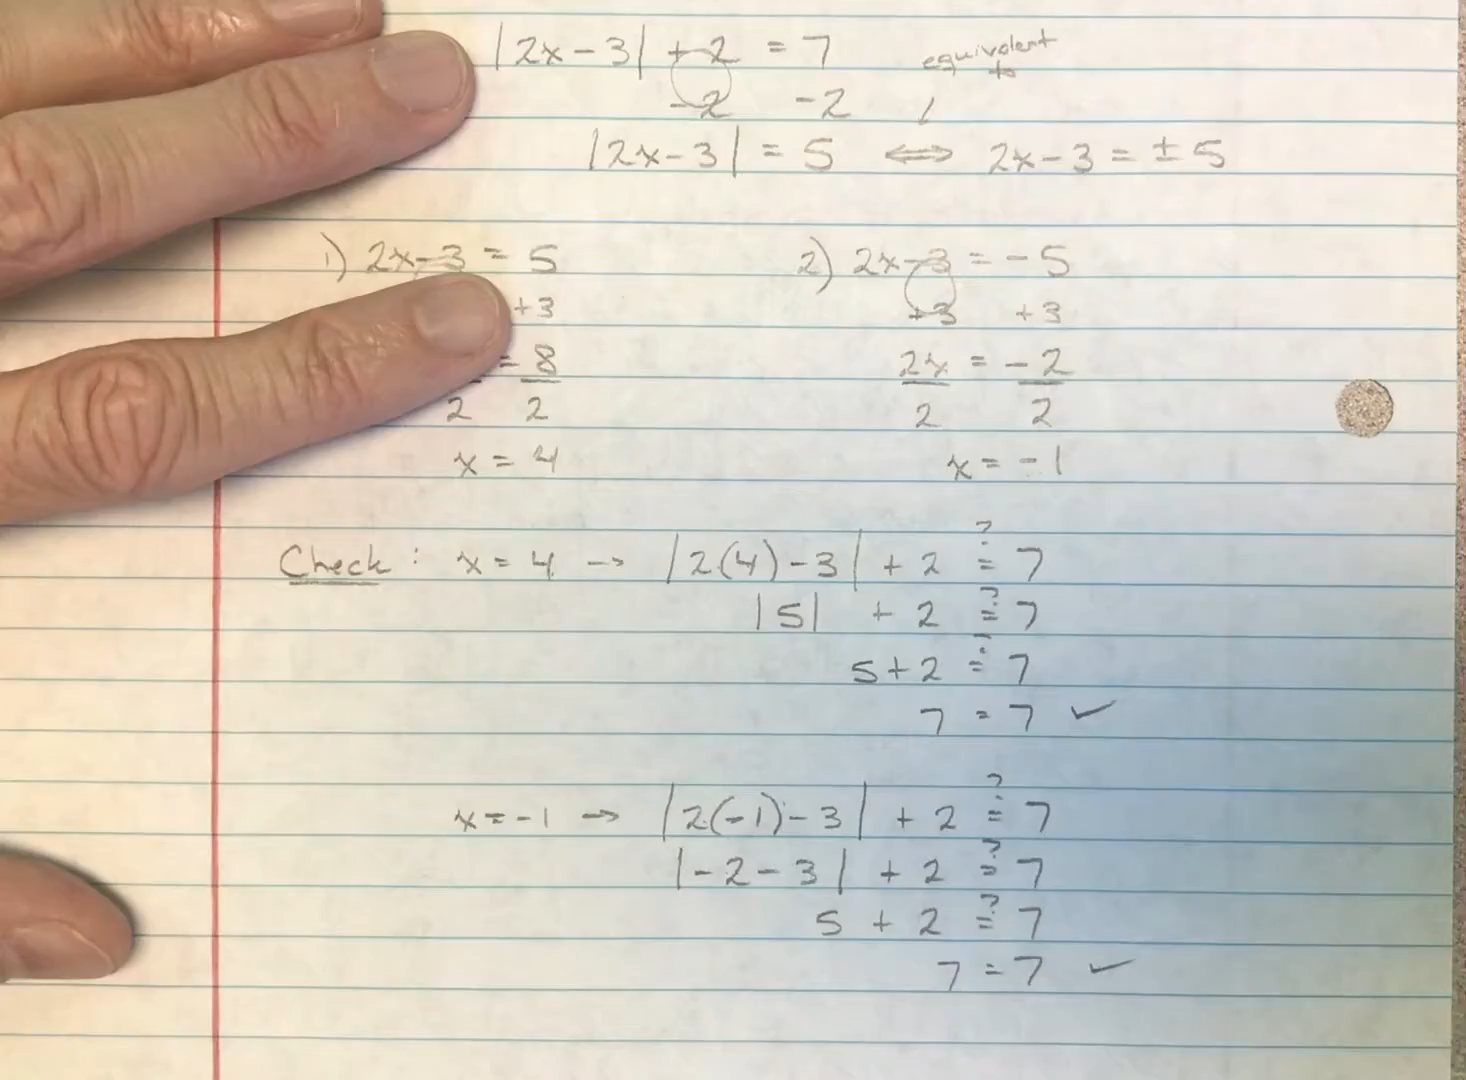 |2x-3| + 2 = 7
equivalent
to
-2 -2
|2x-3| = 5 ⟺ 2x-3 = ±5
1) 2x-3 = 5 2) 2x-3 = -5
+3 +3 +3
= 8 2x = -2
2 2 2 2
x = 4 x = -1
Check: x = 4 → |2(4)-3| + 2 ≟ 7
|5| + 2 ≟ 7
5+2 ≟ 7
7 = 7 ✓
x = -1 → |2(-1)-3| + 2 ≟ 7
|-2-3| + 2 ≟ 7
5 + 2 ≟ 7
7 = 7 ✓